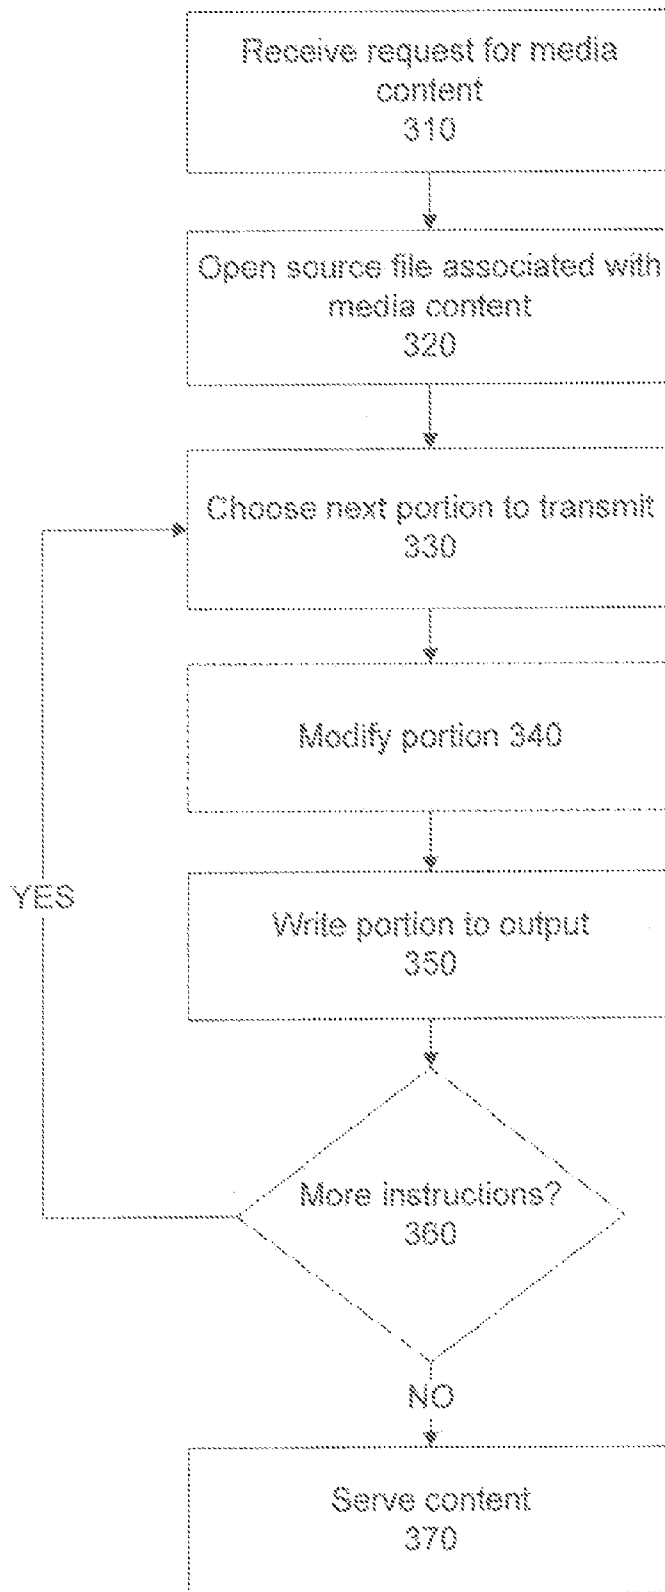 Receive request for media
content
310
Open source file associated with
media content
320
Choose next portion to transmit
330
Modify portion 340
YES
Write portion to output
350
More instructions?
360
NO
Serve content
370